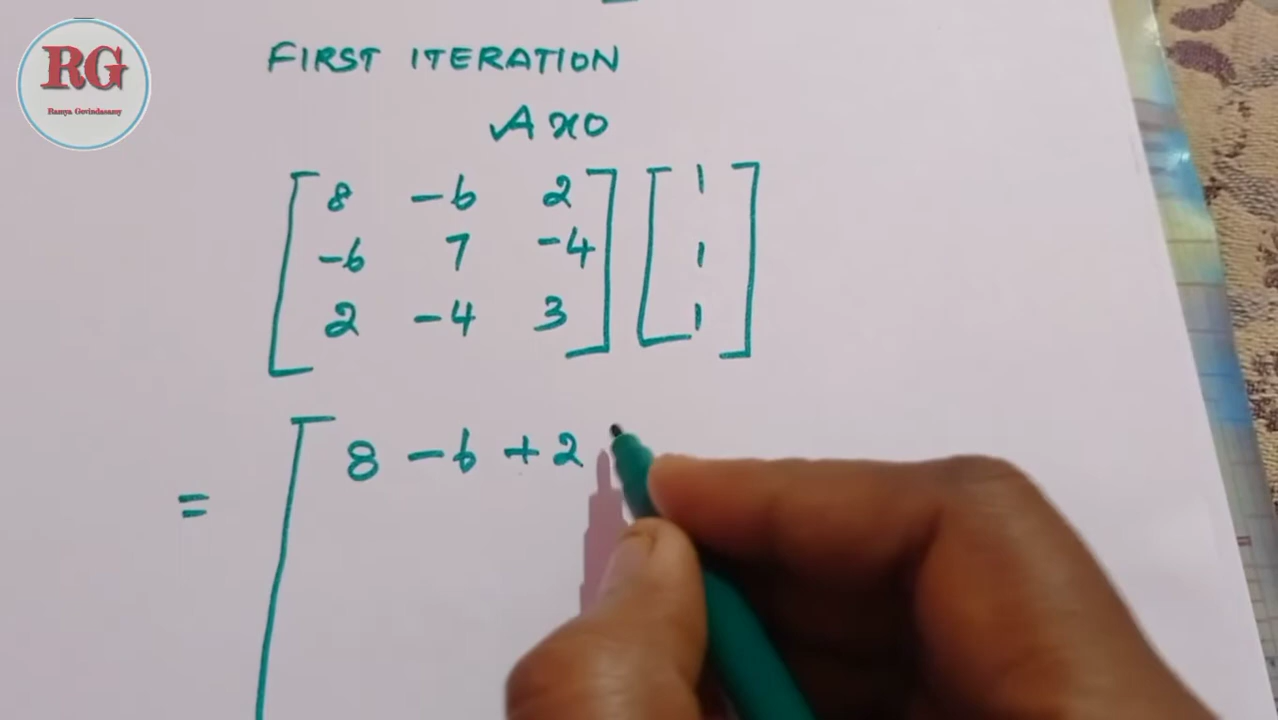 RG
Ramya Govindasamy
FIRST ITERATION
A x0
8 -6 2 1
-6 7 -4 1
2 -4 3 1
= 8 - 6 + 2